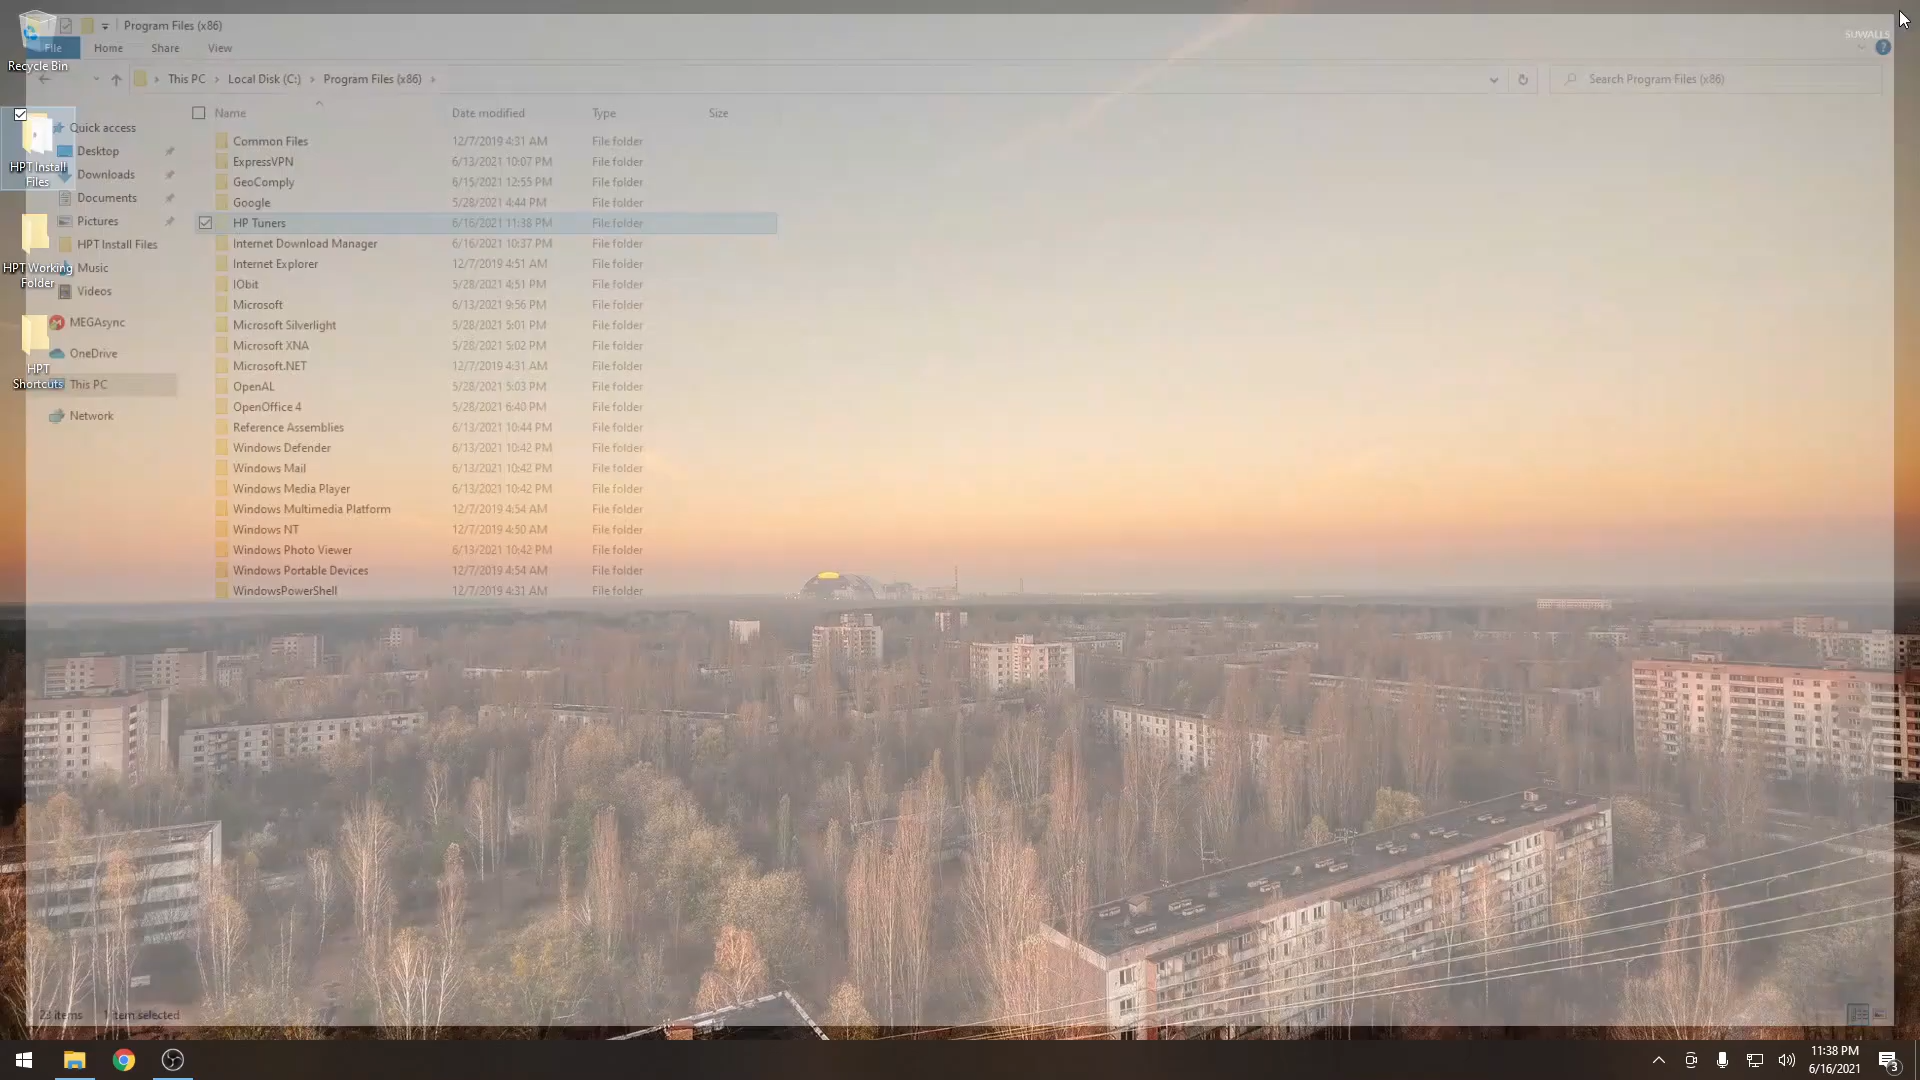 Program Files (x86)
File Home Share View
SUWALLS
Recycle Bin
This PC Local Disk (C:) Program Files (x86)
Search Program Files (x86)
Name Date modified Type Size
HPT Install
Files
HPT Working
Folder
HPT
Shortcuts
Quick access
Desktop
Downloads
Documents
Pictures
HPT Install Files
Music
Videos
MEGAsync
OneDrive
This PC
Network
Common Files 12/7/2019 4:31 AM File folder
ExpressVPN 6/13/2021 10:07 PM File folder
GeoComply 6/15/2021 12:55 PM File folder
Google 5/28/2021 4:44 PM File folder
HP Tuners 6/16/2021 11:38 PM File folder
Internet Download Manager 6/16/2021 10:37 PM File folder
Internet Explorer 12/7/2019 4:51 AM File folder
IObit 5/28/2021 4:51 PM File folder
Microsoft 6/13/2021 9:56 PM File folder
Microsoft Silverlight 5/28/2021 5:01 PM File folder
Microsoft XNA 5/28/2021 5:02 PM File folder
Microsoft.NET 12/7/2019 4:31 AM File folder
OpenAL 5/28/2021 5:03 PM File folder
OpenOffice 4 5/28/2021 6:40 PM File folder
Reference Assemblies 6/13/2021 10:44 PM File folder
Windows Defender 6/13/2021 10:42 PM File folder
Windows Mail 6/13/2021 10:42 PM File folder
Windows Media Player 6/13/2021 10:42 PM File folder
Windows Multimedia Platform 12/7/2019 4:54 AM File folder
Windows NT 12/7/2019 4:50 AM File folder
Windows Photo Viewer 6/13/2021 10:42 PM File folder
Windows Portable Devices 12/7/2019 4:54 AM File folder
WindowsPowerShell 12/7/2019 4:31 AM File folder
23 items 1 item selected
11:38 PM
6/16/2021
3